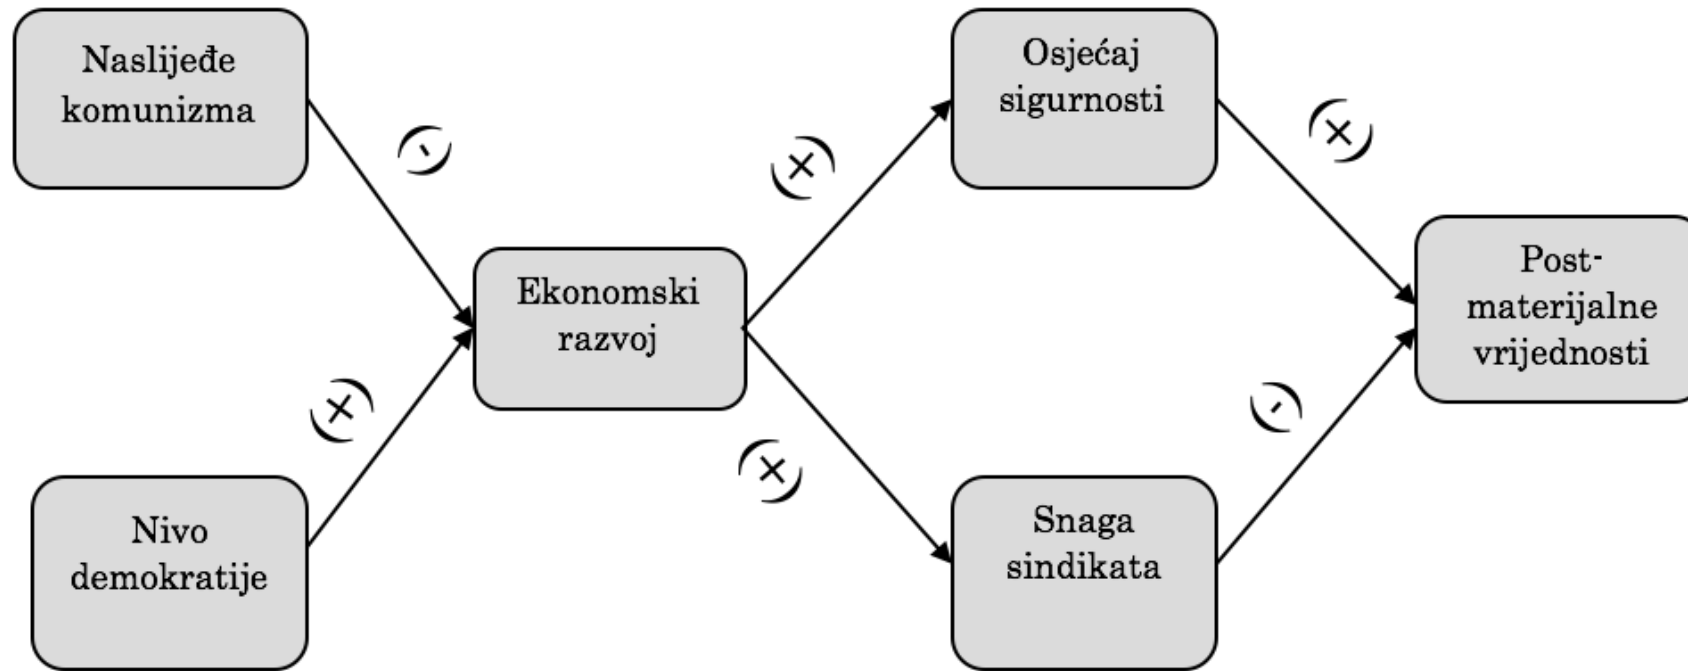 Naslijeđe
komunizma
(-)
(+)
Nivo
demokratije
Ekonomski
razvoj
(+)
(+)
Osjećaj
sigurnosti
(+)
Snaga
sindikata
(-)
Post-
materijalne
vrijednosti